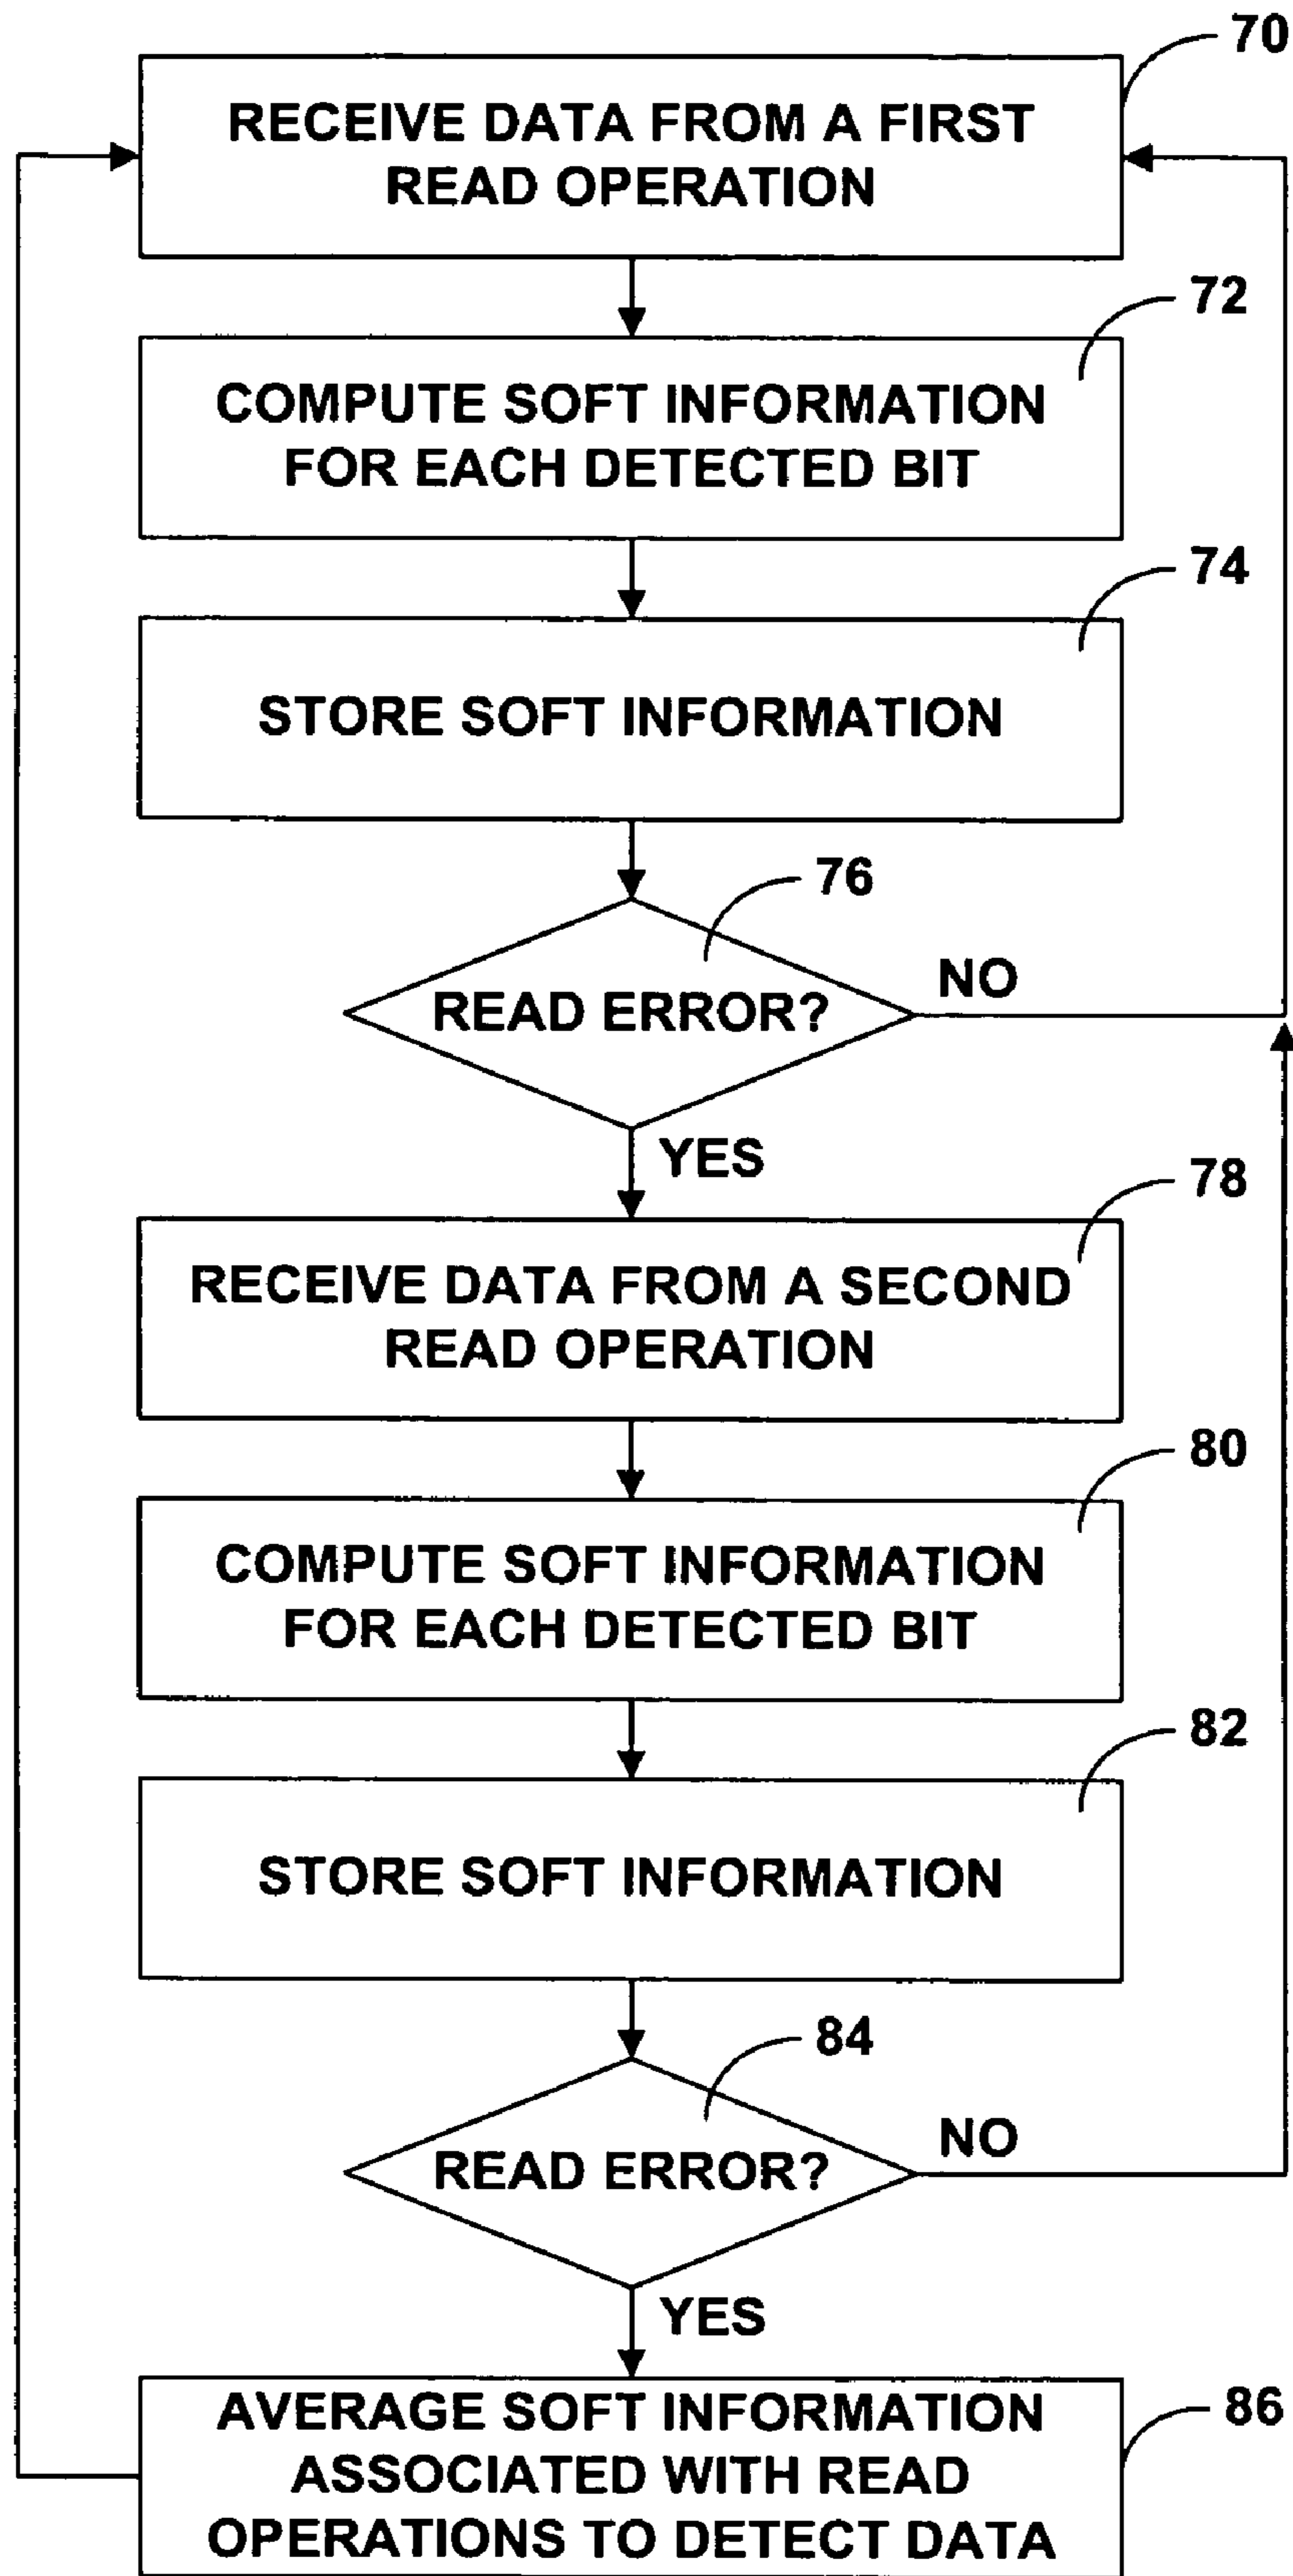 70
RECEIVE DATA FROM A FIRST
READ OPERATION
72
COMPUTE SOFT INFORMATION
FOR EACH DETECTED BIT
74
STORE SOFT INFORMATION
76
READ ERROR?
NO
YES
78
RECEIVE DATA FROM A SECOND
READ OPERATION
80
COMPUTE SOFT INFORMATION
FOR EACH DETECTED BIT
82
STORE SOFT INFORMATION
84
READ ERROR?
NO
YES
86
AVERAGE SOFT INFORMATION
ASSOCIATED WITH READ
OPERATIONS TO DETECT DATA